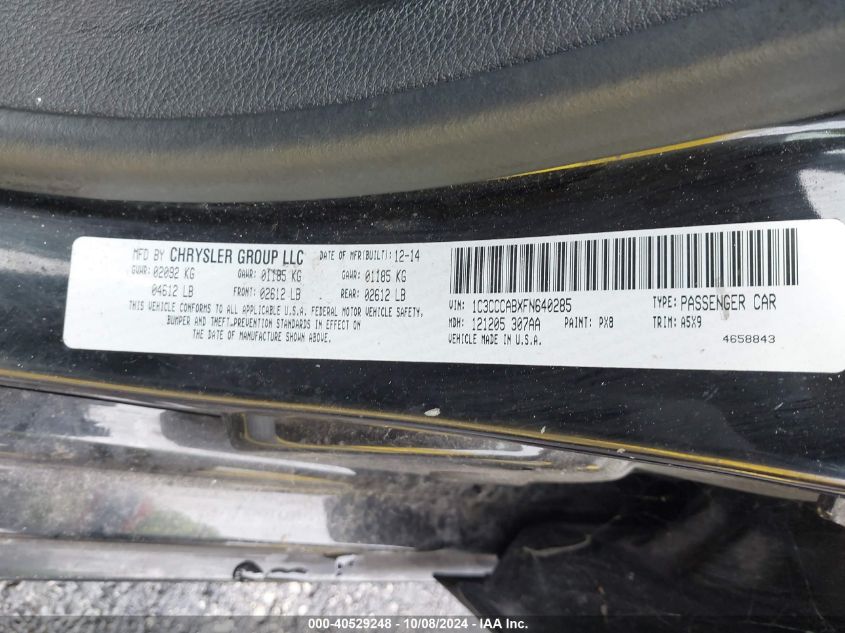 MFD BY CHRYSLER GROUP LLC DATE OF MFR(BUILT): 12-14
GVWR: 02092 KG GAWR: 01185 KG GAWR: 01185 KG
04612 LB FRONT: 02612 LB REAR: 02612 LB
THIS VEHICLE CONFORMS TO ALL APPLICABLE U.S.A. FEDERAL MOTOR VEHICLE SAFETY,
BUMPER AND THEFT PREVENTION STANDARDS IN EFFECT ON
THE DATE OF MANUFACTURE SHOWN ABOVE.
VIN: 1C3CCCABXFN640285 TYPE: PASSENGER CAR
MDH: 121205 307AA PAINT: PX8 TRIM: A5X9
VEHICLE MADE IN U.S.A. 4658843
000-40529248 - 10/08/2024 - IAA Inc.